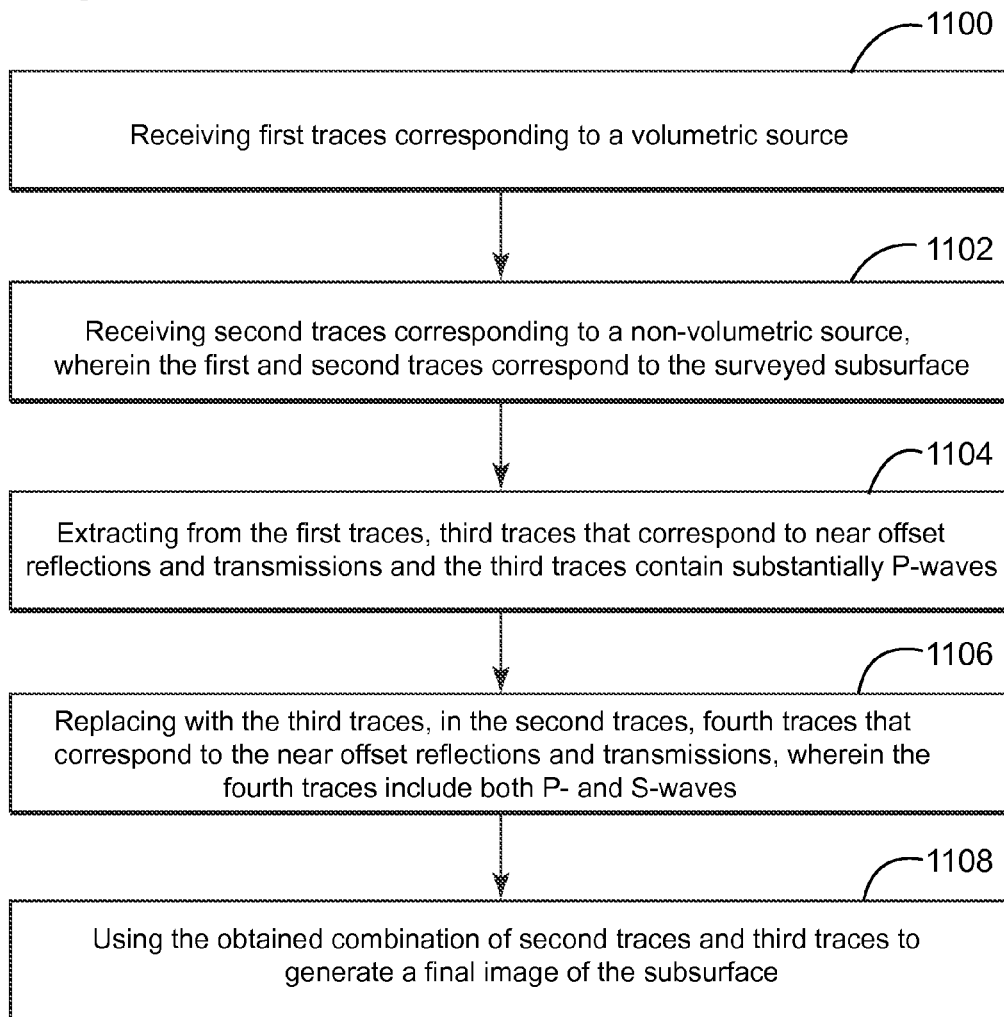 1100
Receiving first traces corresponding to a volumetric source
1102
Receiving second traces corresponding to a non-volumetric source,
wherein the first and second traces correspond to the surveyed subsurface
1104
Extracting from the first traces, third traces that correspond to near offset
reflections and transmissions and the third traces contain substantially P-waves
1106
Replacing with the third traces, in the second traces, fourth traces that
correspond to the near offset reflections and transmissions, wherein the
fourth traces include both P- and S-waves
1108
Using the obtained combination of second traces and third traces to
generate a final image of the subsurface